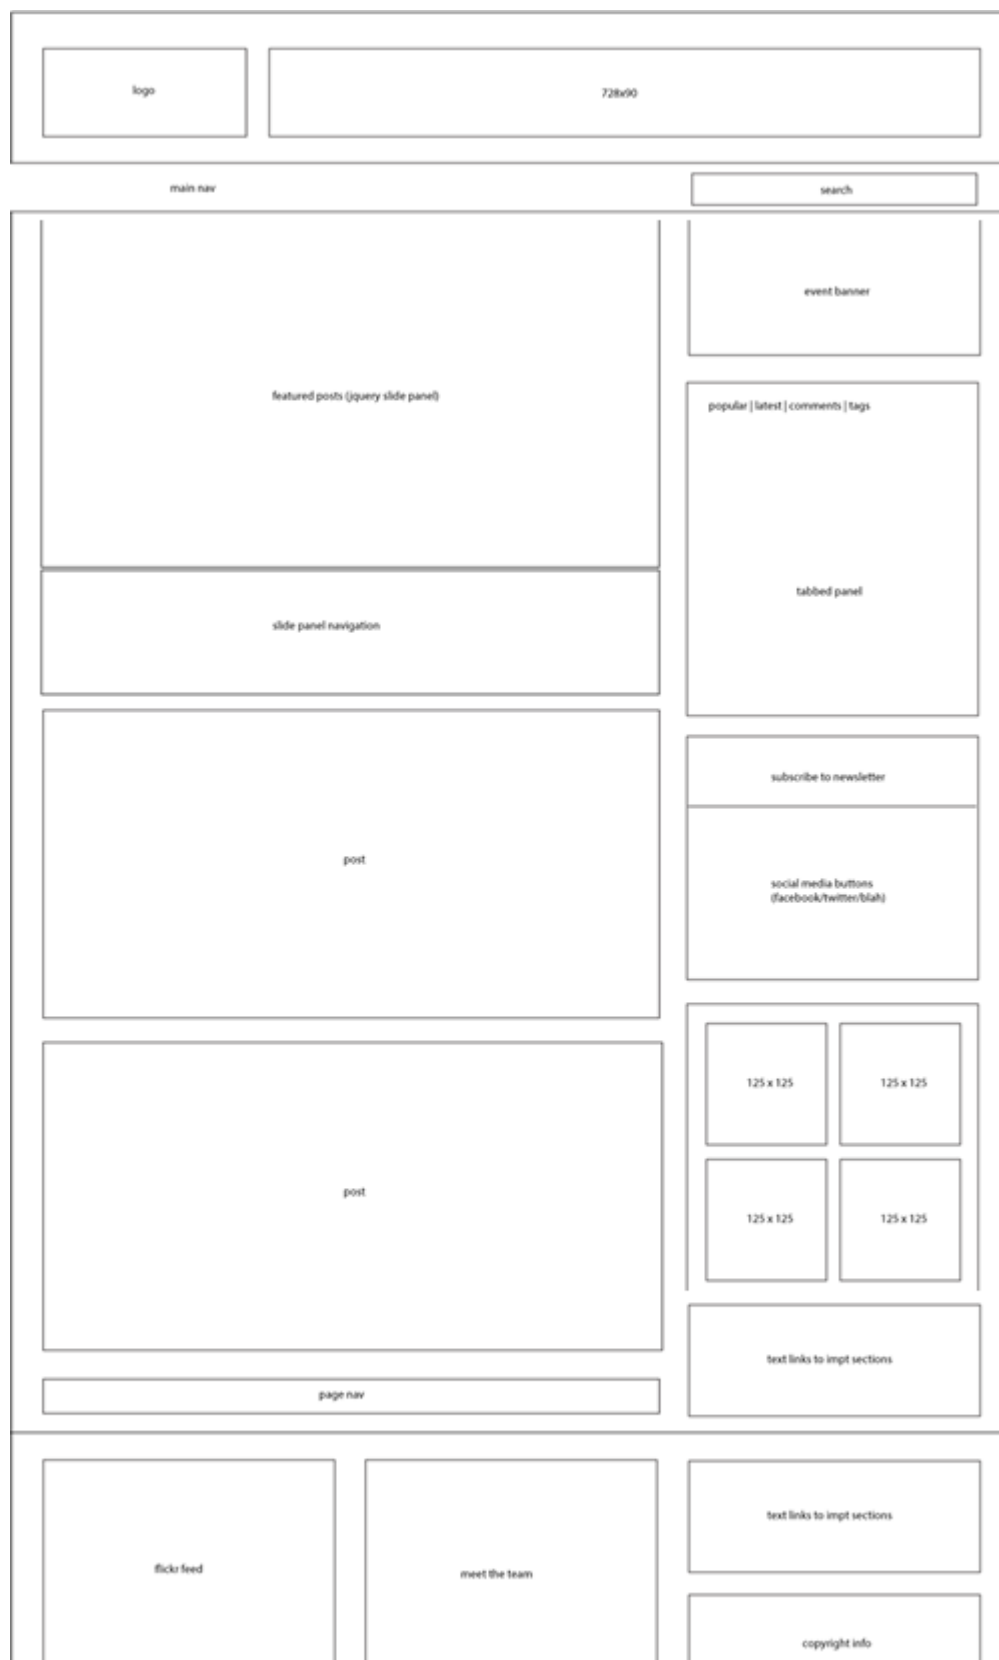 logo
728x90
main nav
search
event banner
featured posts (jquery slide panel)
popular | latest | comments | tags
tabbed panel
slide panel navigation
subscribe to newsletter
post
social media buttons
(facebook/twitter/blah)
125 x 125
125 x 125
post
125 x 125
125 x 125
text links to impt sections
page nav
text links to impt sections
flickr feed
meet the team
copyright info